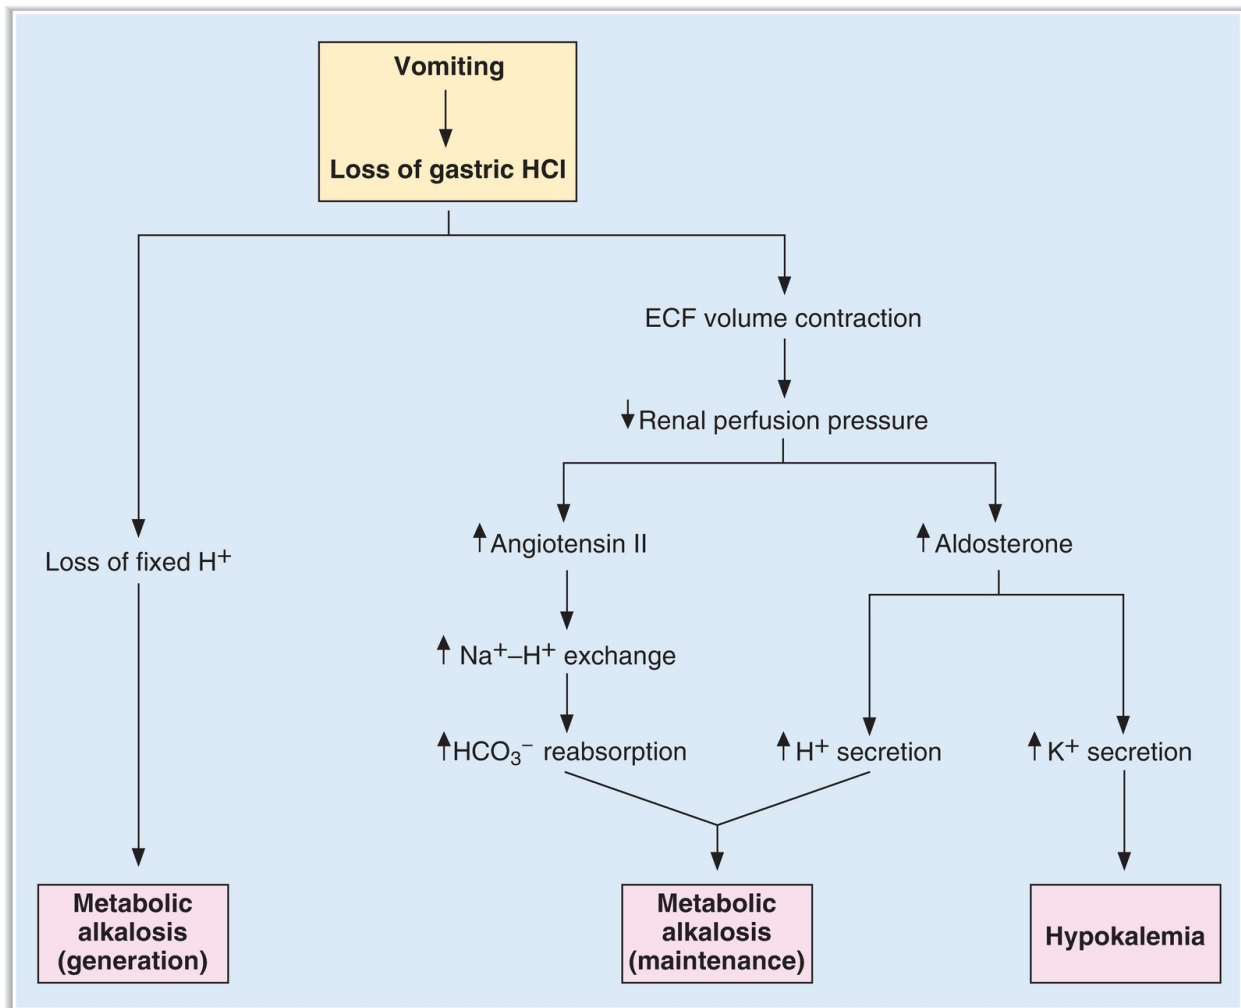 Vomiting
Loss of gastric HCl
ECF volume contraction
Renal perfusion pressure
Angiotensin II
Aldosterone
Loss of fixed H⁺
Na⁺–H⁺ exchange
HCO₃⁻ reabsorption
H⁺ secretion
K⁺ secretion
Metabolic
alkalosis
(generation)
Metabolic
alkalosis
(maintenance)
Hypokalemia